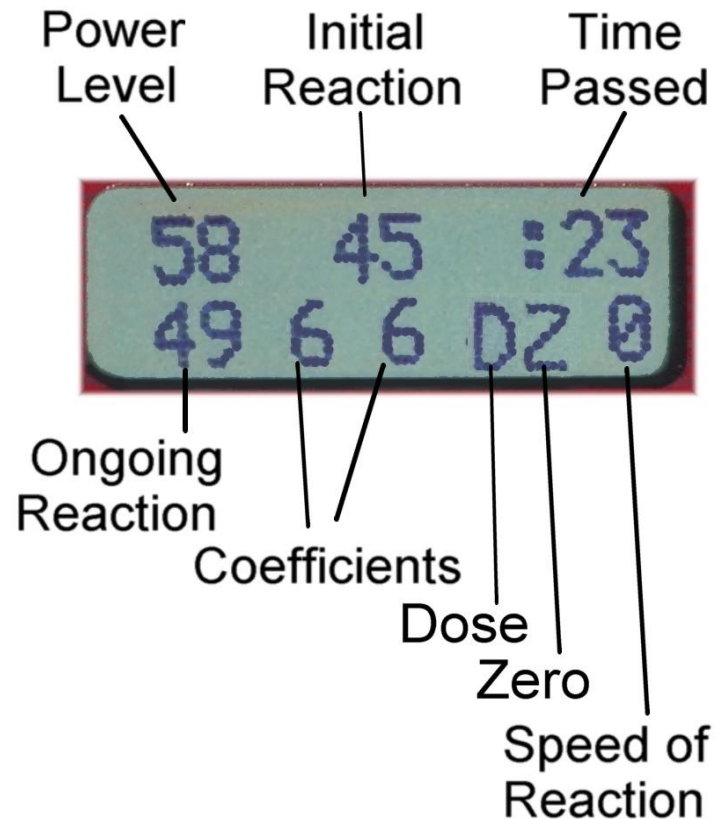 Power Level
Initial Reaction
Time Passed
58 45 :23
49 6 6 DZ 0
Ongoing Reaction
Coefficients
Dose
Zero
Speed of Reaction